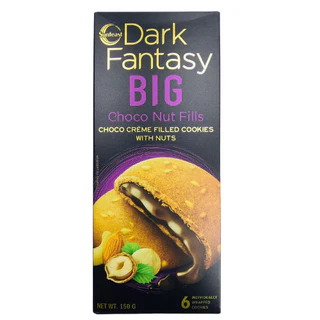 Sunfeast
Dark
Fantasy
BIG
Choco Nut Fills
CHOCO CRÈME FILLED COOKIES
WITH NUTS
NET WT. 150 G
6 INDIVIDUALLY
WRAPPED
COOKIES